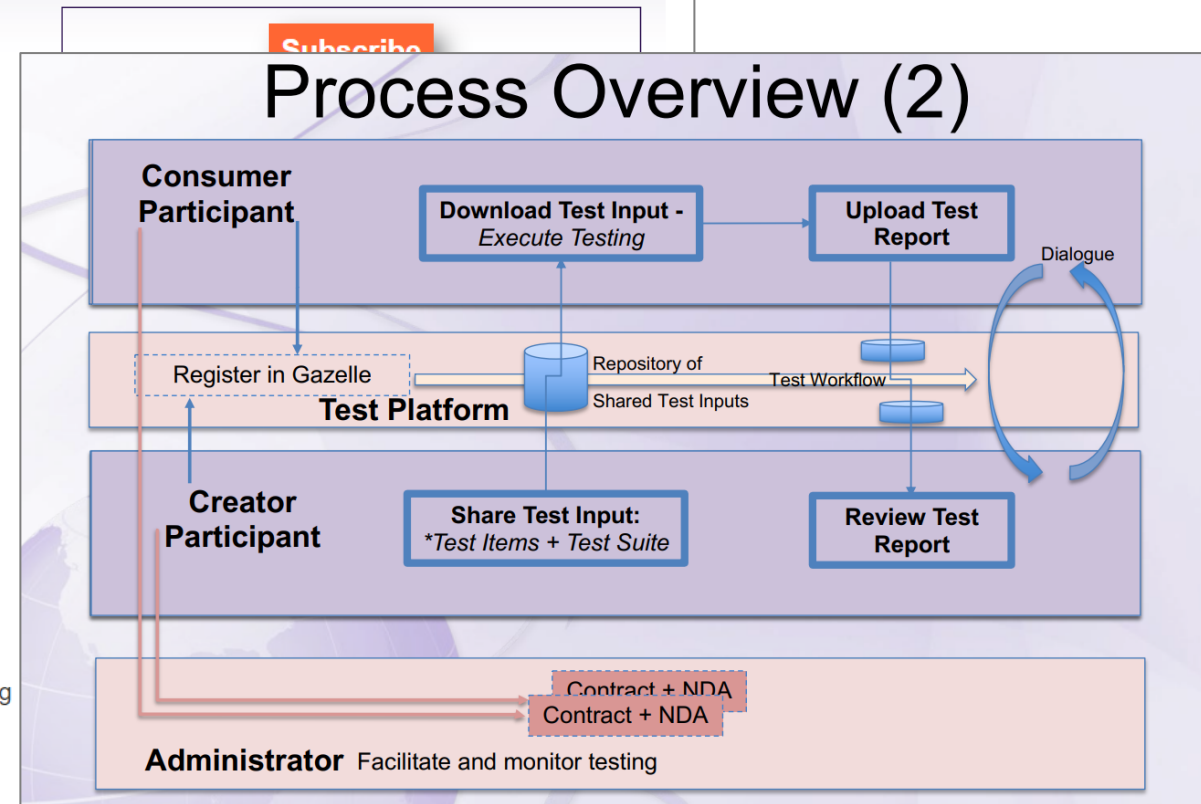 Subscribe
Process Overview (2)
Consumer
Participant
Download Test Input -
Execute Testing
Upload Test
Report
Dialogue
Register in Gazelle
Repository of
Shared Test Inputs
Test Workflow
Test Platform
Creator
Participant
Share Test Input:
*Test Items + Test Suite
Review Test
Report
g
Contract + NDA
Contract + NDA
Administrator Facilitate and monitor testing